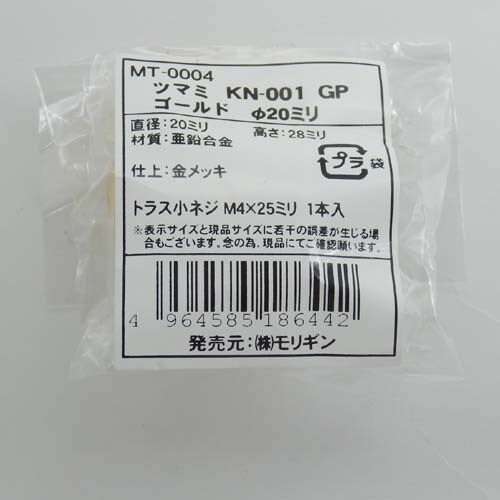 MT-0004
ツマミ KN-001 GP
ゴールド φ20ミリ
直径:20ミリ 高さ:28ミリ
材質:亜鉛合金
プラ 袋
仕上:金メッキ
トラス小ネジ M4×25ミリ 1本入
※表示サイズと現品サイズに若干の誤差が生じる場
合もございます。念の為、現品にてご確認願います。
4 964585 186442
発売元:㈱モリギン